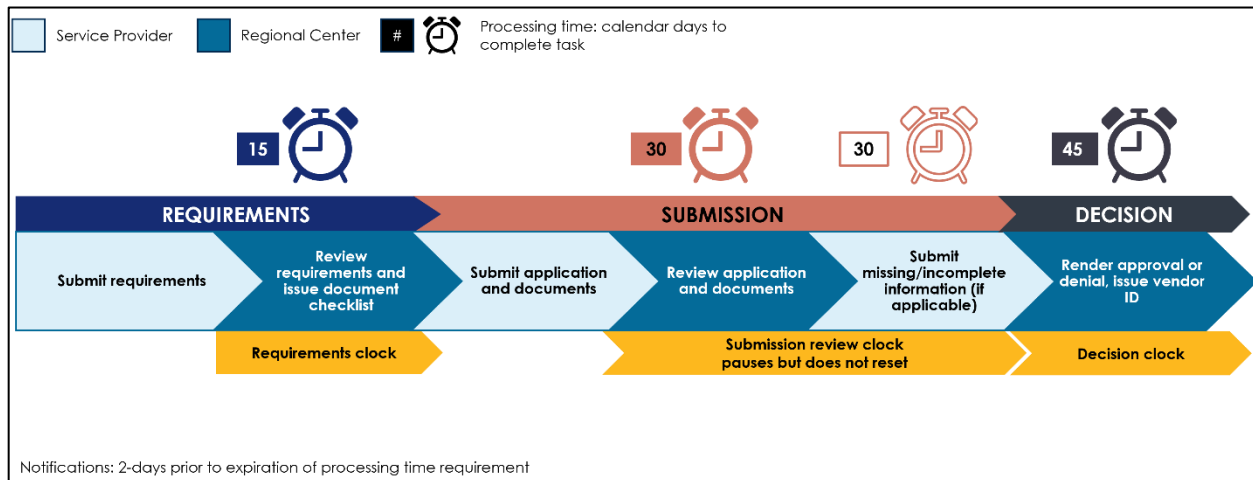 Service Provider
Regional Center
#
Processing time: calendar days to
complete task
15
30
30
45
REQUIREMENTS
SUBMISSION
DECISION
Submit requirements
Review
requirements and
issue document
checklist
Submit application
and documents
Review application
and documents
Submit
missing/incomplete
information (if
applicable)
Render approval or
denial, issue vendor
ID
Requirements clock
Submission review clock
pauses but does not reset
Decision clock
Notifications: 2-days prior to expiration of processing time requirement